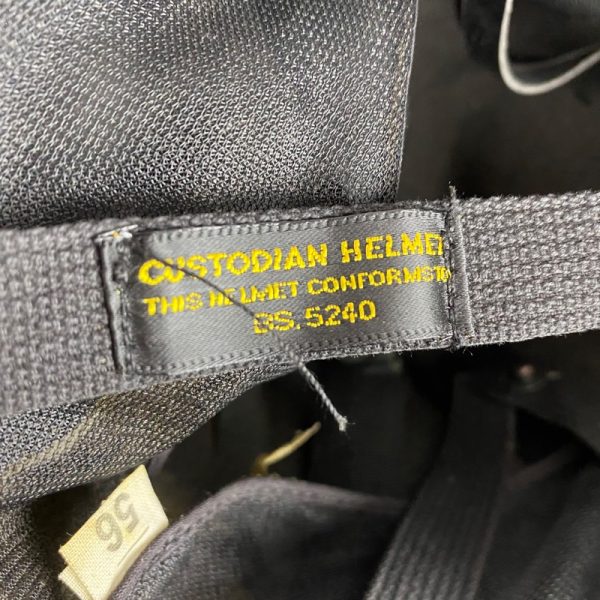 CUSTODIAN HELMET
THIS HELMET CONFORMS TO
BS. 5240
56